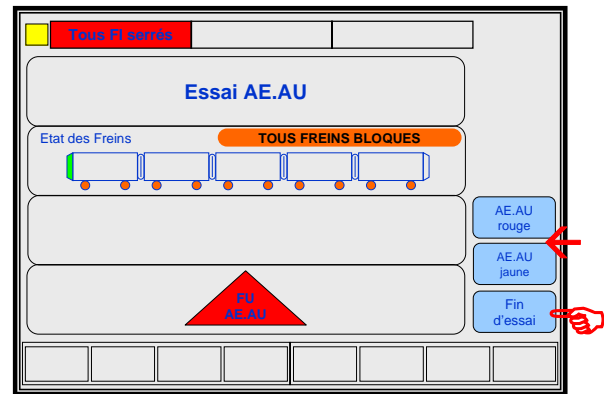 Tous FI serrés
Essai AE.AU
Etat des Freins
TOUS FREINS BLOQUES
AE.AU
rouge
AE.AU
jaune
FU
AE.AU
Fin
d'essai